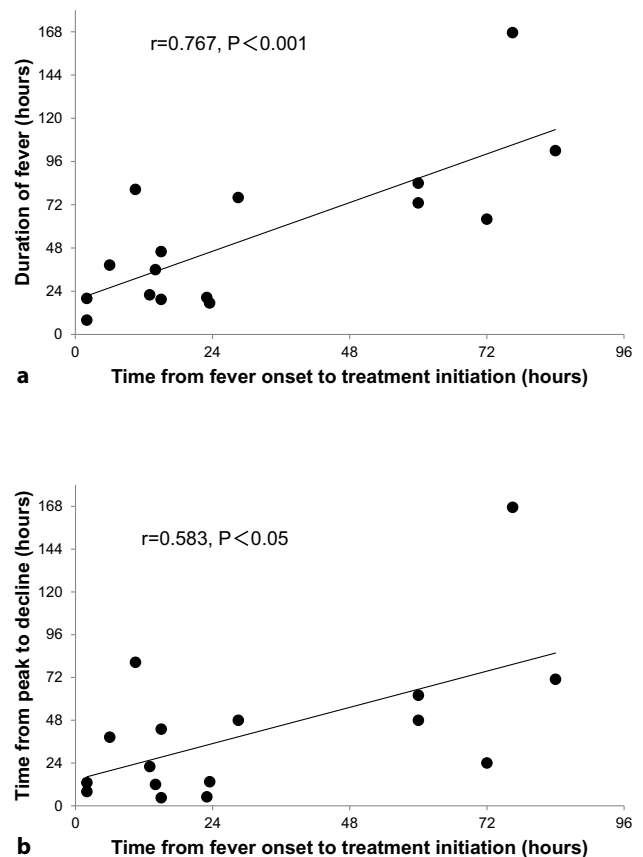 168
r=0.767, P＜0.001
144
120
96
72
48
24
0
Duration of fever (hours)
0 24 48 72 96
a Time from fever onset to treatment initiation (hours)
168
r=0.583, P＜0.05
144
120
96
72
48
24
0
Time from peak to decline (hours)
0 24 48 72 96
b Time from fever onset to treatment initiation (hours)